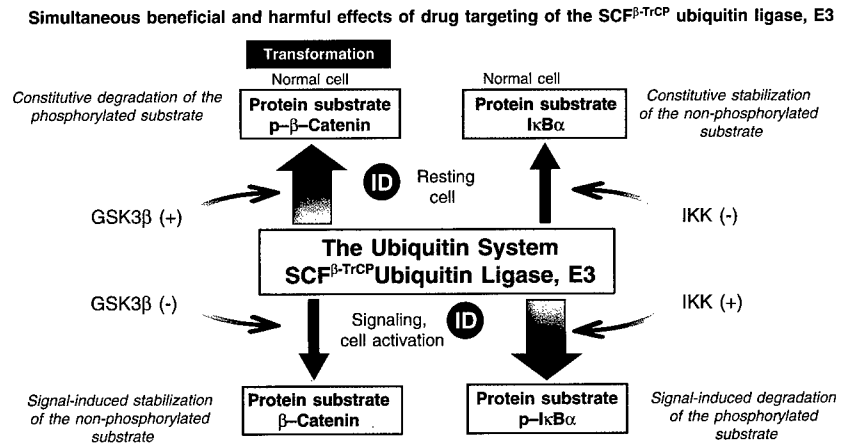 Simultaneous beneficial and harmful effects of drug targeting of the SCFβ-TrCP ubiquitin ligase, E3
Transformation
Normal cell
Normal cell
Constitutive degradation of the
phosphorylated substrate
Protein substrate
p–β–Catenin
Protein substrate
IκBα
Constitutive stabilization
of the non-phosphorylated
substrate
ID
Resting
cell
GSK3β (+)
IKK (-)
The Ubiquitin System
SCFβ-TrCPUbiquitin Ligase, E3
GSK3β (-)
Signaling,
cell activation
ID
IKK (+)
Signal-induced stabilization
of the non-phosphorylated
substrate
Protein substrate
β–Catenin
Protein substrate
p–IκBα
Signal-induced degradation
of the phosphorylated
substrate